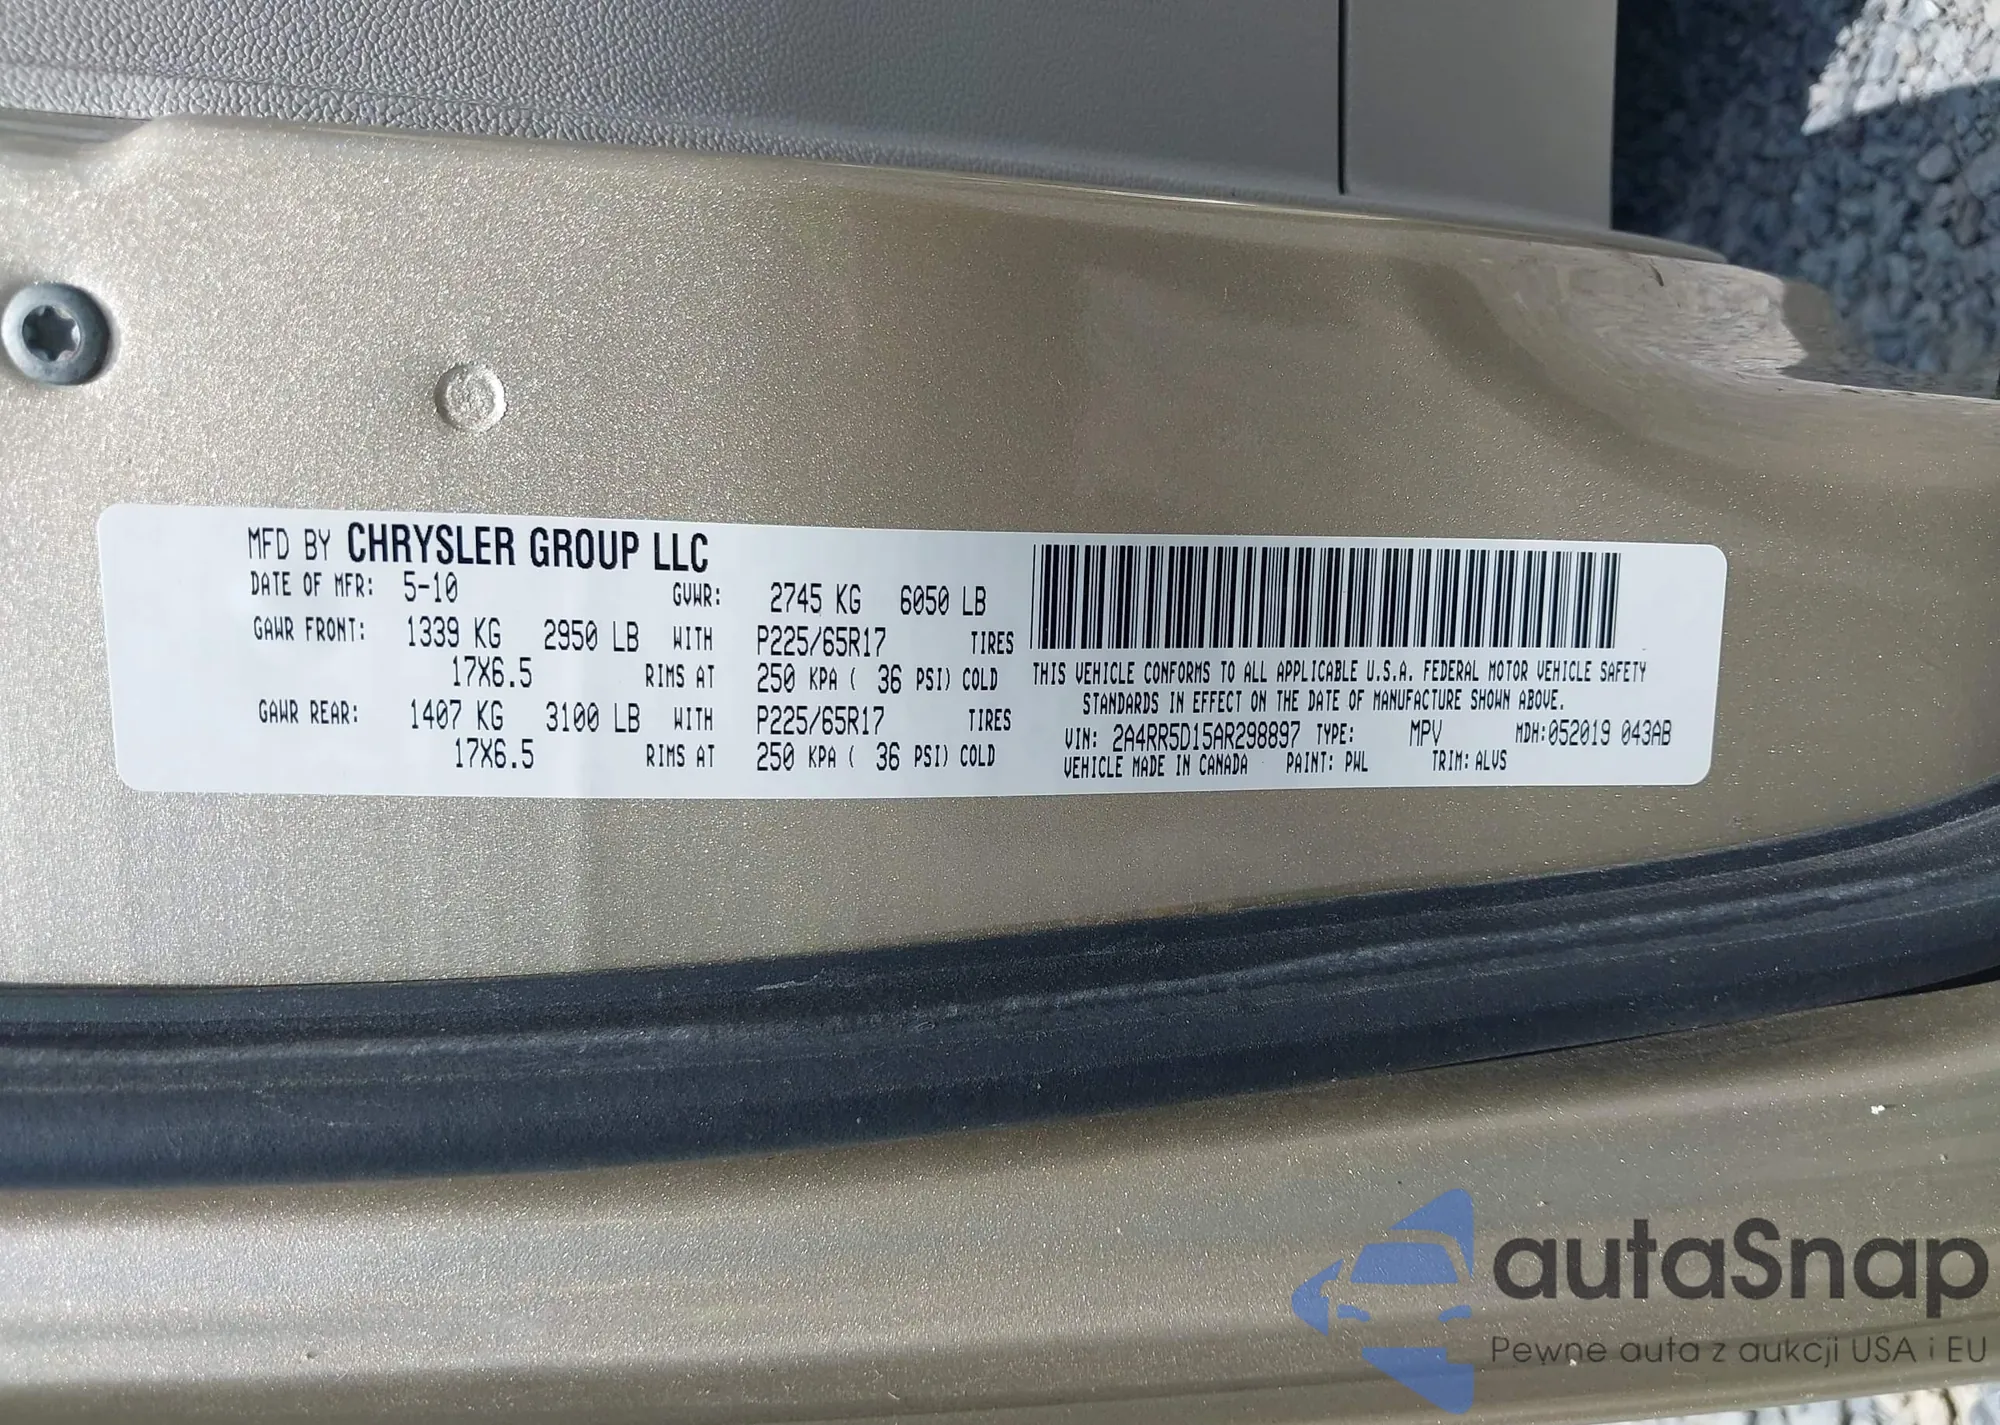 MFD BY CHRYSLER GROUP LLC
DATE OF MFR: 5-10 GVWR: 2745 KG 6050 LB
GAWR FRONT: 1339 KG 2950 LB WITH P225/65R17 TIRES
17X6.5 RIMS AT 250 KPA ( 36 PSI) COLD
GAWR REAR: 1407 KG 3100 LB WITH P225/65R17 TIRES
17X6.5 RIMS AT 250 KPA ( 36 PSI) COLD
THIS VEHICLE CONFORMS TO ALL APPLICABLE U.S.A. FEDERAL MOTOR VEHICLE SAFETY
STANDARDS IN EFFECT ON THE DATE OF MANUFACTURE SHOWN ABOVE.
VIN: 2A4RR5D15AR298897 TYPE: MPV MDH:052019 043AB
VEHICLE MADE IN CANADA PAINT: PWL TRIM: ALVS
autaSnap
Pewne auta z aukcji USA i EU